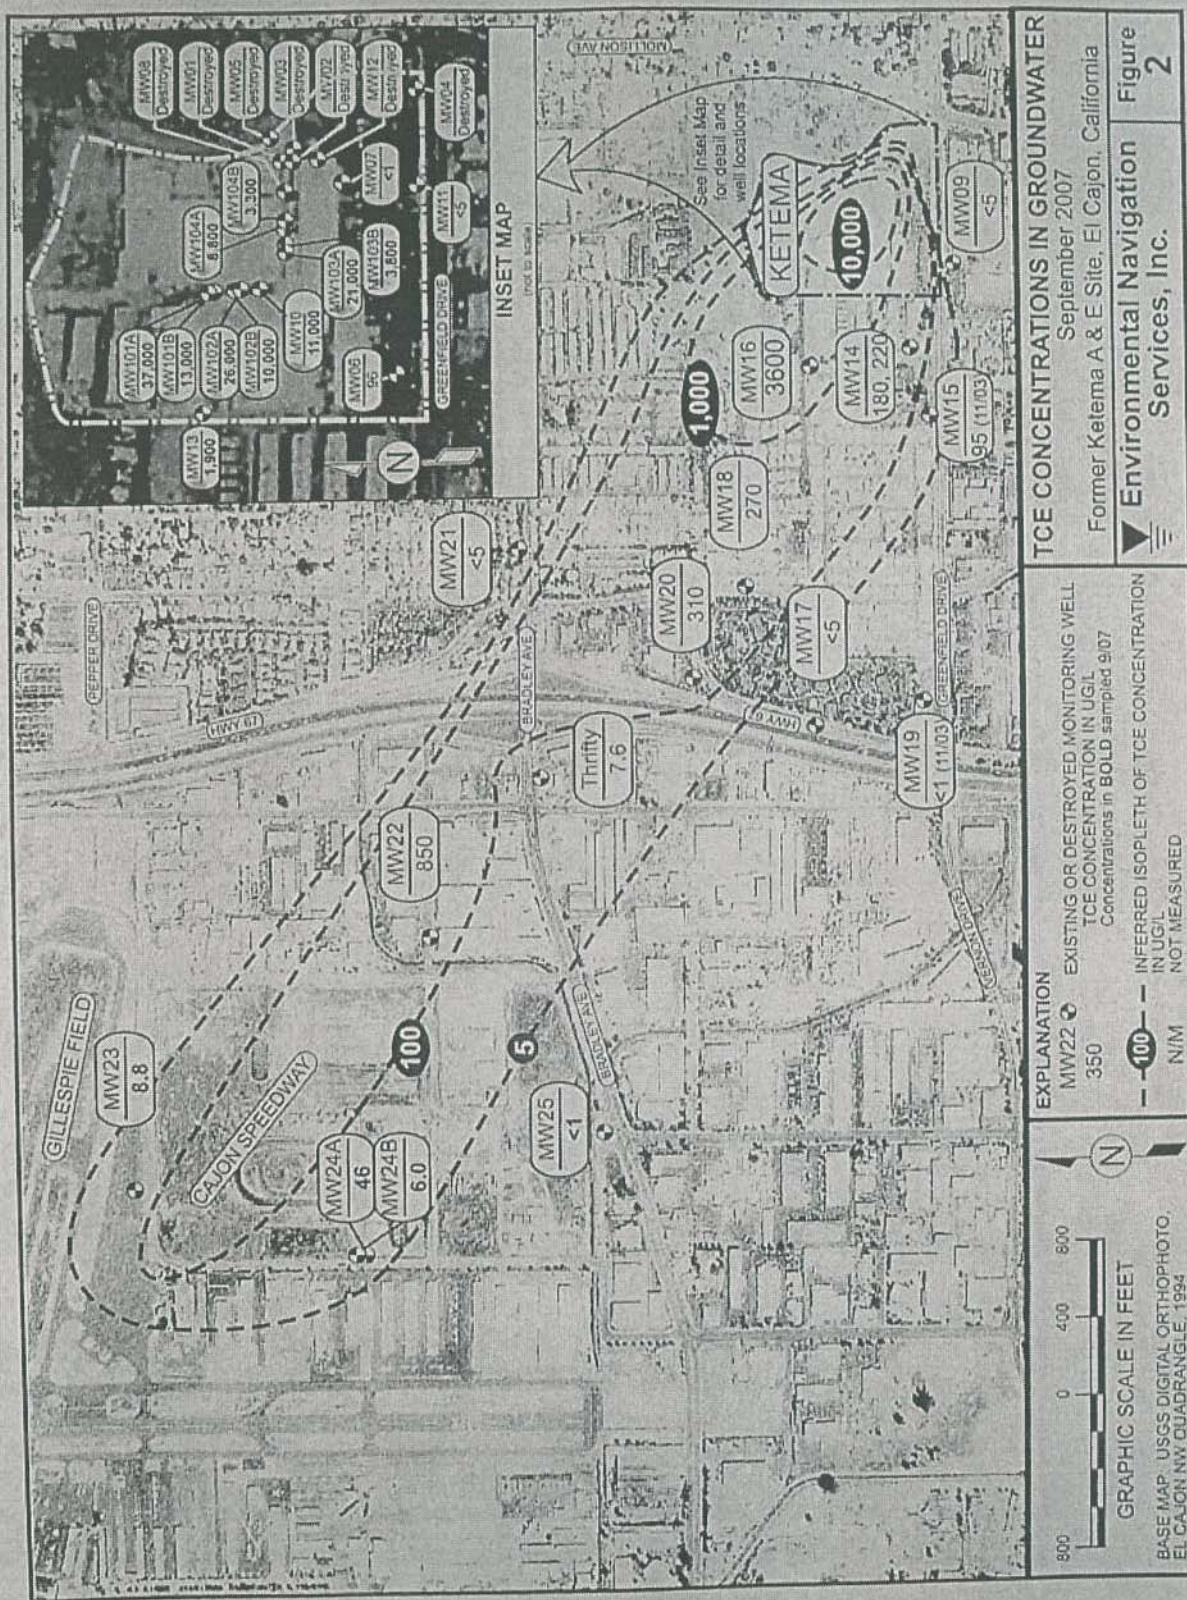 INSET MAP
(not to scale)
MW08
Destroyed
MW01
Destroyed
MW05
Destroyed
MW03
Destroyed
MW02
Destroyed
MW12
Destroyed
MW04
Destroyed
MW104B
3,300
MW104A
8,800
MW07
<1
MW11
<5
MW103A
21,000
MW103B
3,800
MW101A
37,000
MW101B
13,000
MW102A
26,000
MW102B
10,000
MW10
11,000
MW06
96
MW13
1,900
GREENFIELD DRIVE
N
MOLLISON AVE
See Inset Map
for detail and
well locations
KETEMA
10,000
1,000
MW09
<5
MW16
3600
MW14
180, 220
MW15
95 (11/03)
MW18
270
MW20
310
MW17
<5
MW21
<5
MW19
<1 (11/03)
GREENFIELD DRIVE
PEPPER DRIVE
HWY 67
BRADLEY AVE
HWY 67
Thrifty
7.6
MW22
850
GILLESPIE FIELD
MW23
8.8
CAJON SPEEDWAY
100
5
MW24A
46
MW24B
6.0
MW25
<1
BRADLEY AVE
GRAPHIC SCALE IN FEET
800
0
400
800
BASE MAP USGS DIGITAL ORTHOPHOTO,
EL CAJON NW QUADRANGLE, 1994
N
EXPLANATION
MW22 EXISTING OR DESTROYED MONITORING WELL
350 TCE CONCENTRATION IN UG/L
Concentrations in BOLD sampled 9/07
100 INFERRED ISOPLETH OF TCE CONCENTRATION
IN UG/L
N/M NOT MEASURED
TCE CONCENTRATIONS IN GROUNDWATER
September 2007
Former Ketema A & E Site, El Cajon, California
Environmental Navigation
Services, Inc.
Figure
2